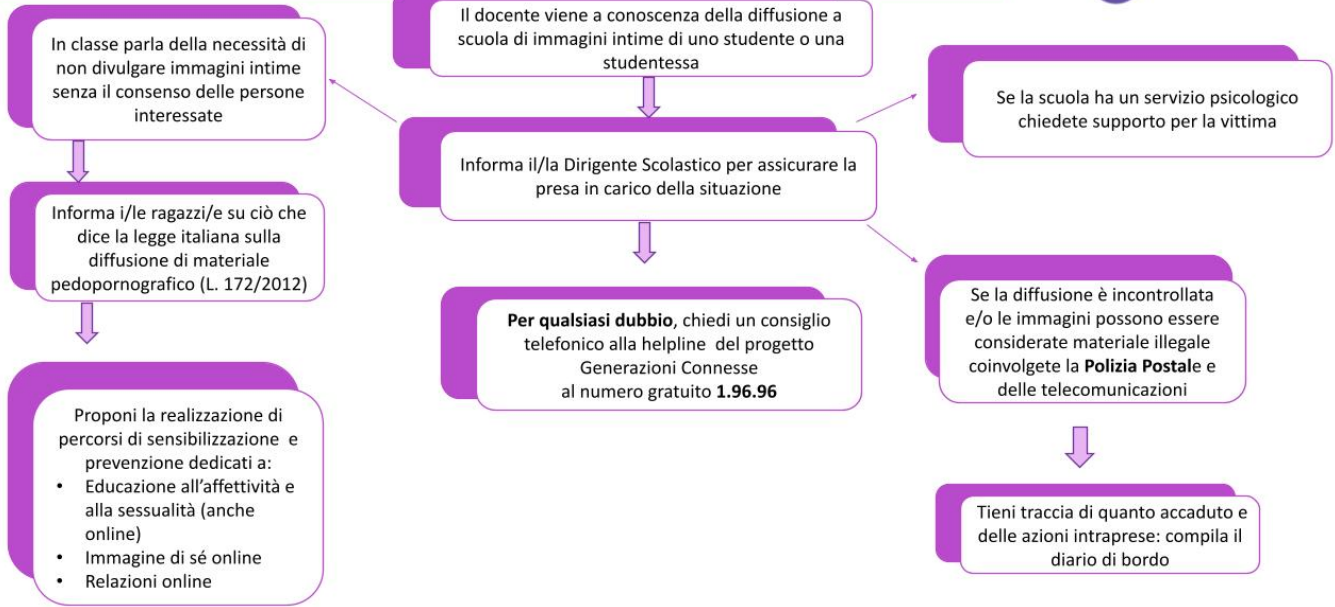 Il docente viene a conoscenza della diffusione a
scuola di immagini intime di uno studente o una
studentessa
In classe parla della necessità di
non divulgare immagini intime
senza il consenso delle persone
interessate
Se la scuola ha un servizio psicologico
chiedete supporto per la vittima
Informa il/la Dirigente Scolastico per assicurare la
presa in carico della situazione
Informa i/le ragazzi/e su ciò che
dice la legge italiana sulla
diffusione di materiale
pedopornografico (L. 172/2012)
Per qualsiasi dubbio, chiedi un consiglio
telefonico alla helpline del progetto
Generazioni Connesse
al numero gratuito 1.96.96
Se la diffusione è incontrollata
e/o le immagini possono essere
considerate materiale illegale
coinvolgete la Polizia Postale e
delle telecomunicazioni
Proponi la realizzazione di
percorsi di sensibilizzazione e
prevenzione dedicati a:
• Educazione all'affettività e
alla sessualità (anche
online)
• Immagine di sé online
• Relazioni online
Tieni traccia di quanto accaduto e
delle azioni intraprese: compila il
diario di bordo